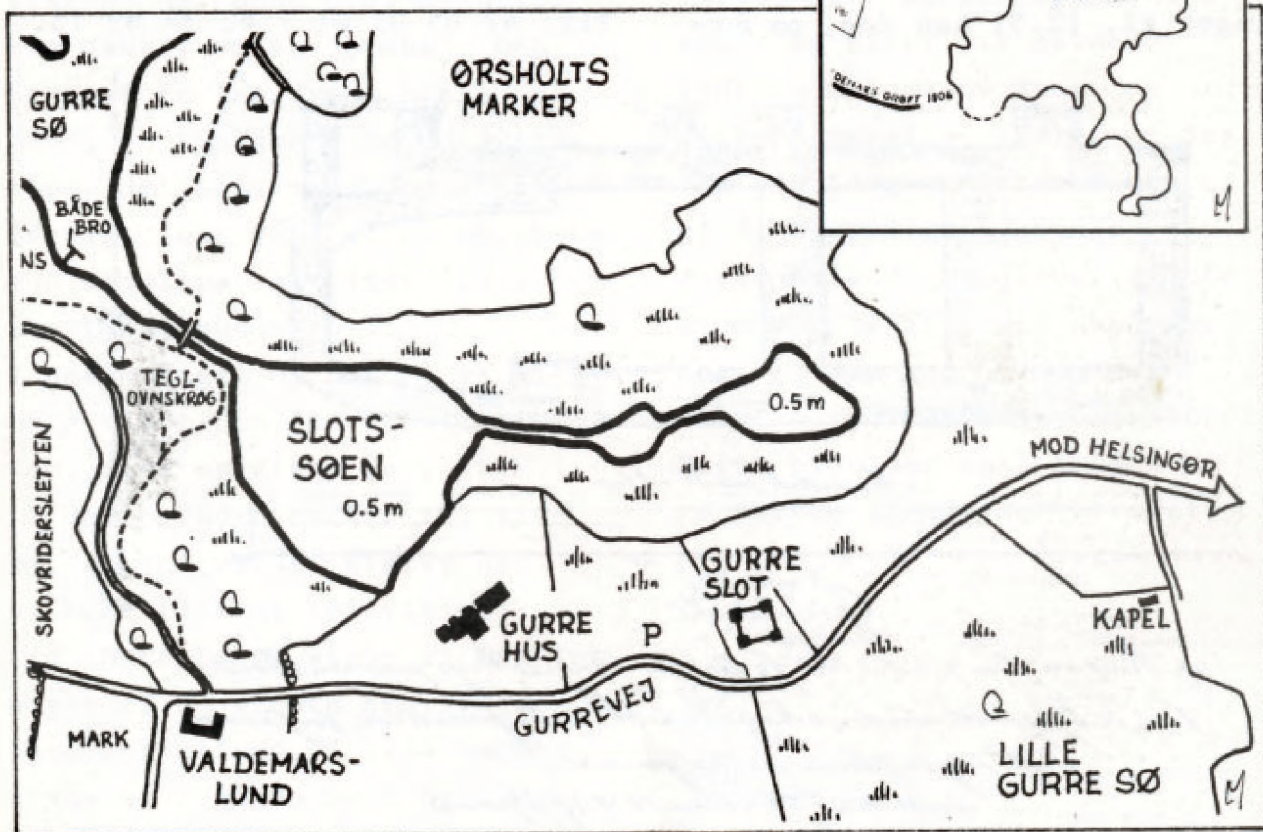 GURRE
SØ
ØRSHOLTS
MARKER
1806
BÅDE
BRO
NS
TEGL-
OVNSKROG
SKOVRIDERSLETTEN
SLOTS-
SØEN
0.5 m
0.5 m
MOD HELSINGØR
GURRE
SLOT
KAPEL
GURRE
HUS
P
GURREVEJ
MARK
VALDEMARS-
LUND
LILLE
GURRE SØ